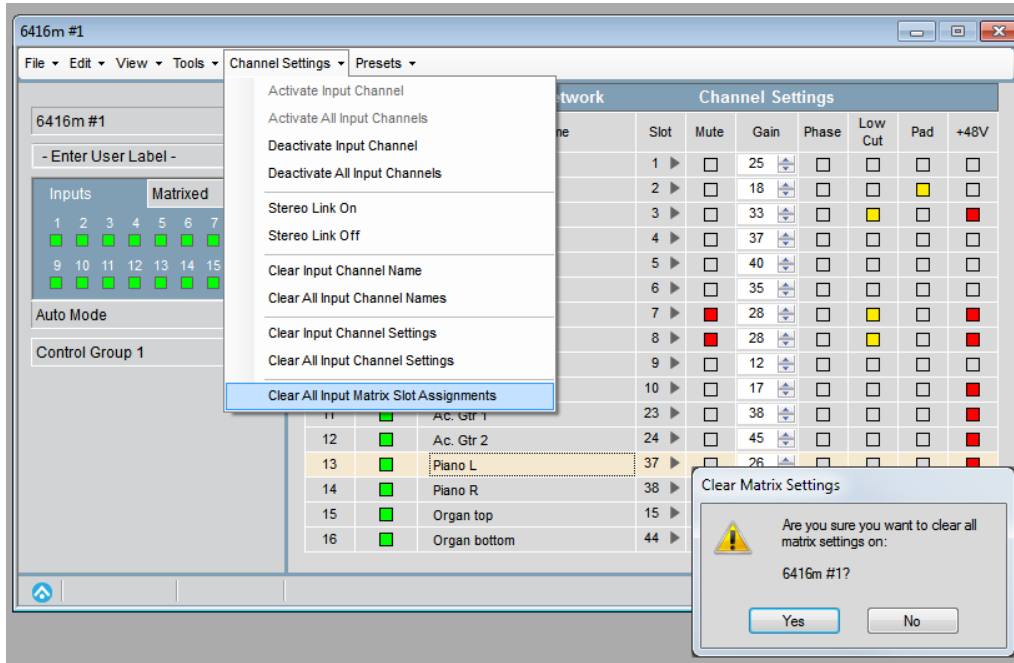 6416m #1
File Edit View Tools Channel Settings Presets
Activate Input Channel
Activate All Input Channels
Deactivate Input Channel
Deactivate All Input Channels
Stereo Link On
Stereo Link Off
Clear Input Channel Name
Clear All Input Channel Names
Clear Input Channel Settings
Clear All Input Channel Settings
Clear All Input Matrix Slot Assignments
6416m #1
- Enter User Label -
Inputs Matrixed
1 2 3 4 5 6 7
9 10 11 12 13 14 15
Auto Mode
Control Group 1
Channel Settings
Slot Mute Gain Phase Low Cut Pad +48V
1 25
2 18
3 33
4 37
5 40
6 35
7 28
8 28
9 12
10 17
11 Ac. Gtr 1 23 38
12 Ac. Gtr 2 24 45
13 Piano L 37 26
14 Piano R 38
15 Organ top 15
16 Organ bottom 44
Clear Matrix Settings
Are you sure you want to clear all
matrix settings on:
6416m #1?
Yes No